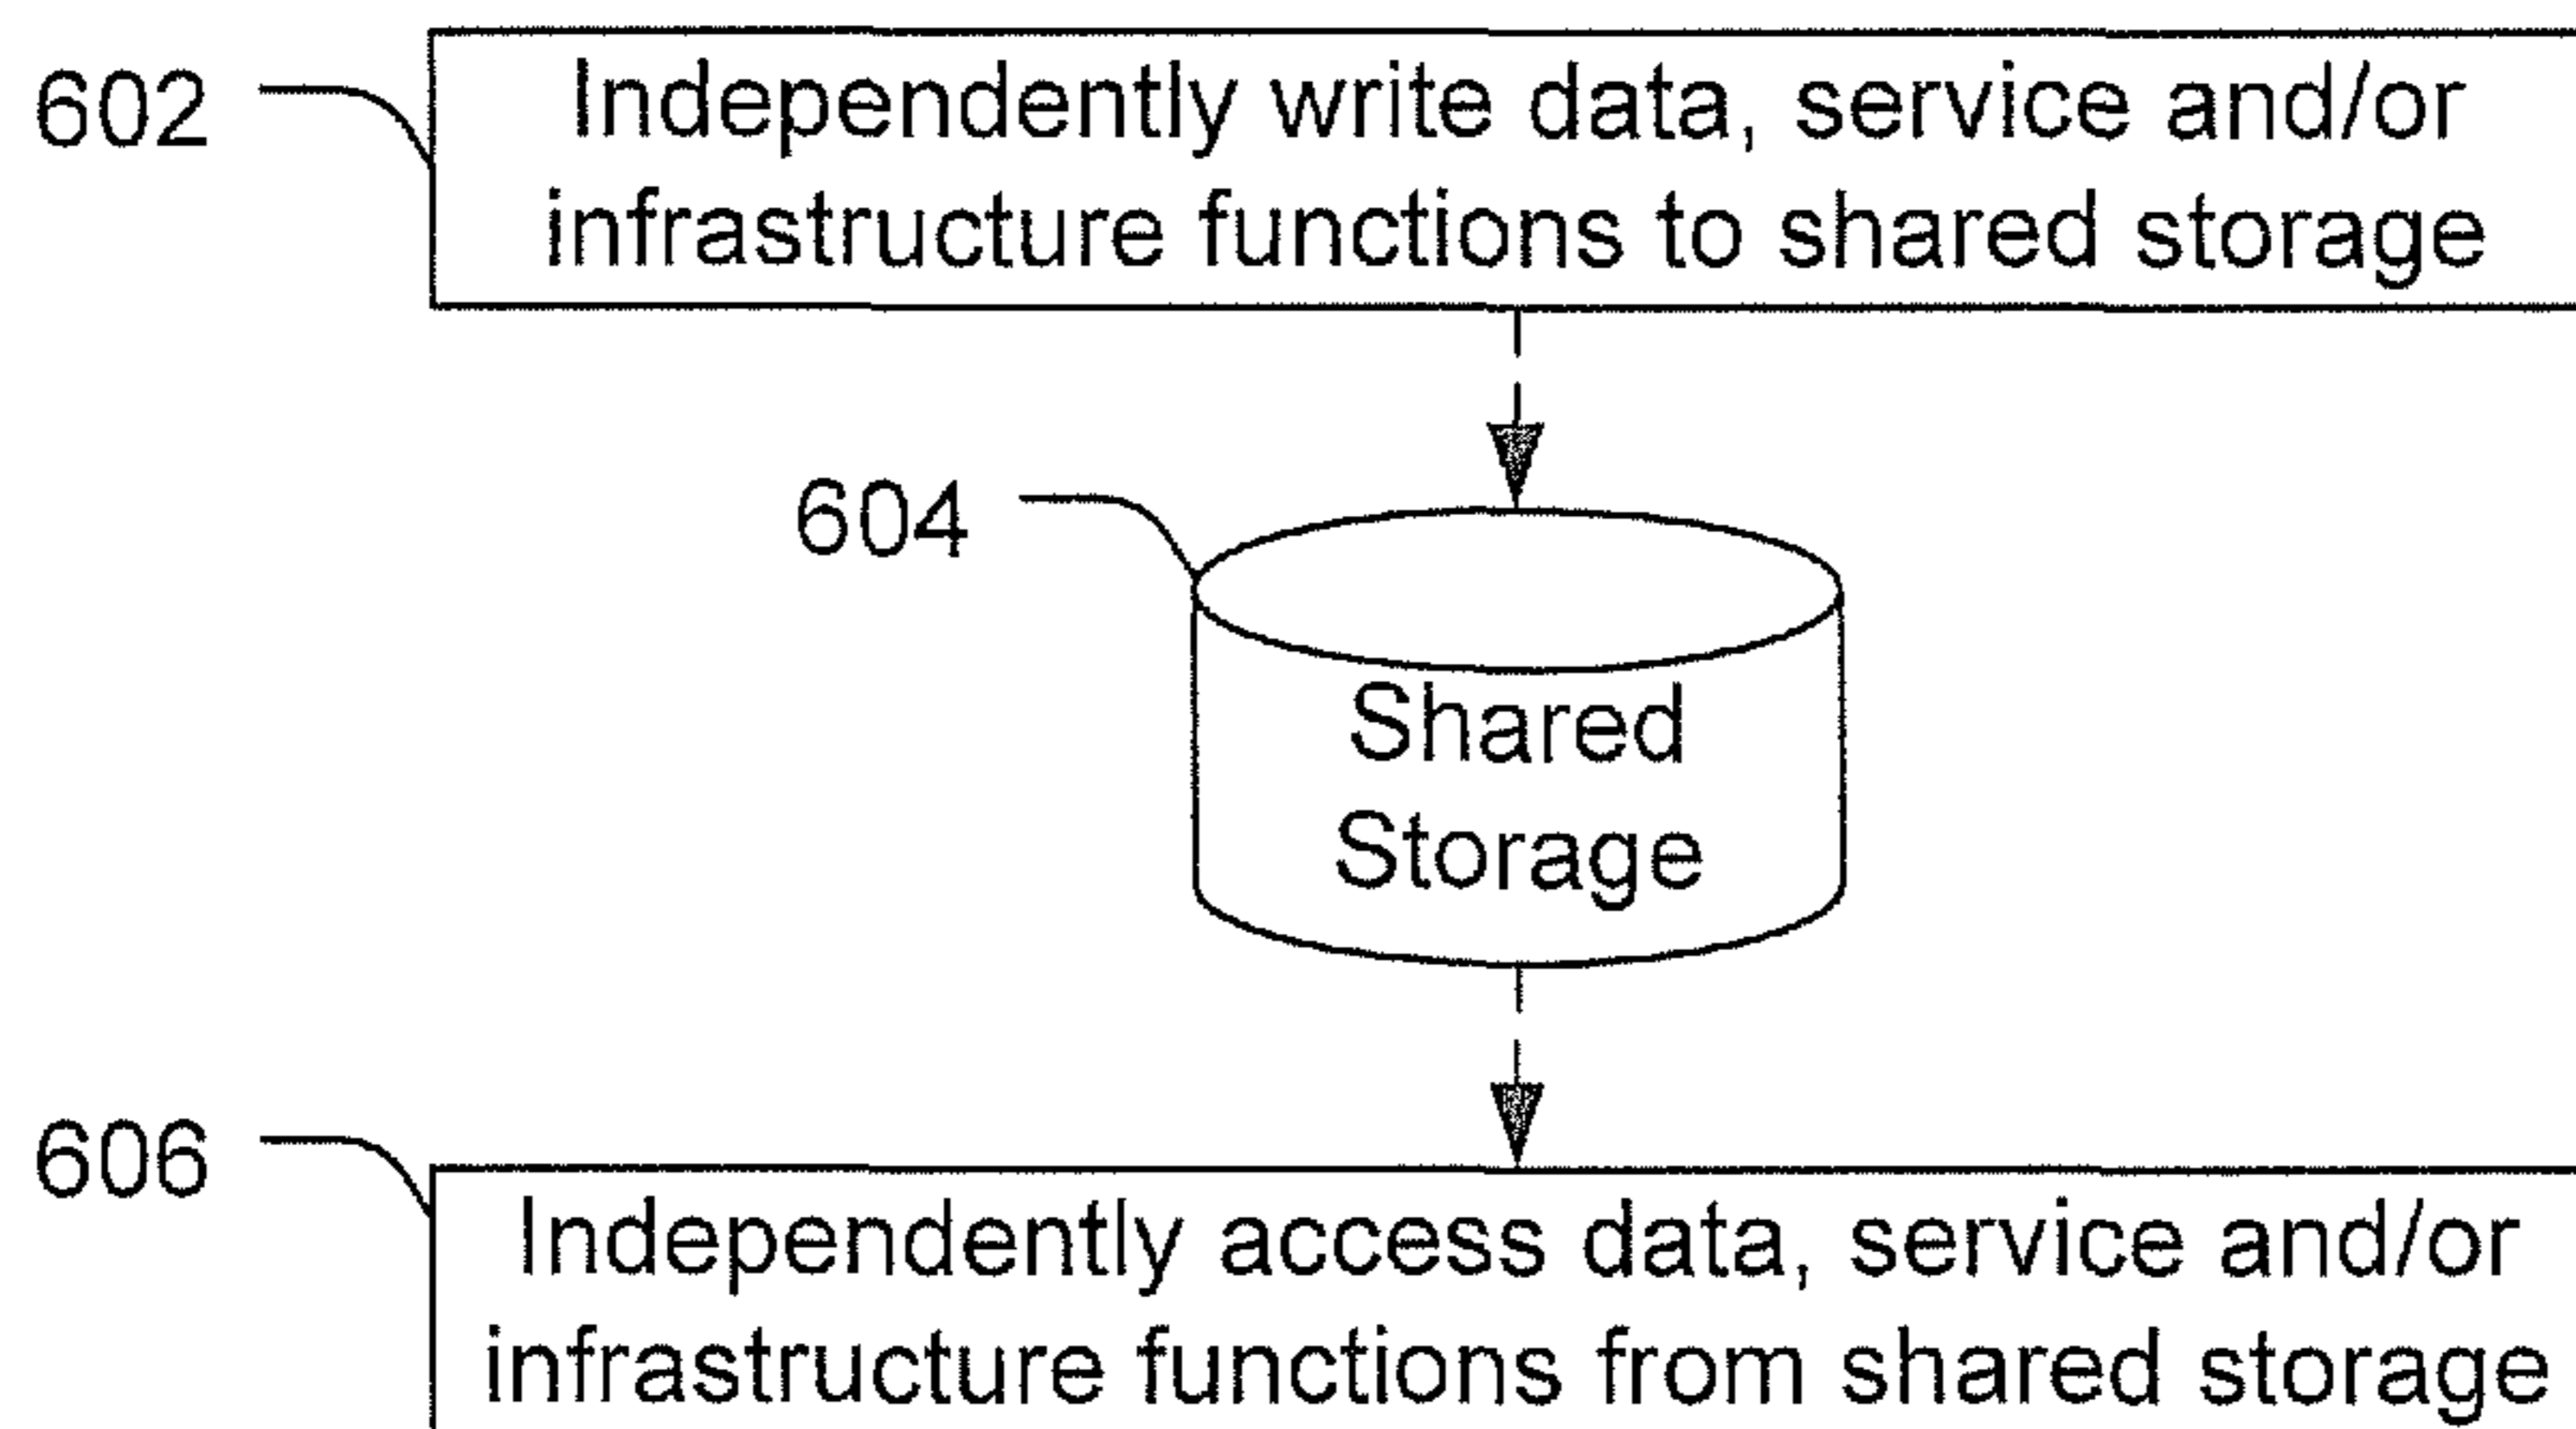 602
Independently write data, service and/or
infrastructure functions to shared storage
604
Shared
Storage
606
Independently access data, service and/or
infrastructure functions from shared storage